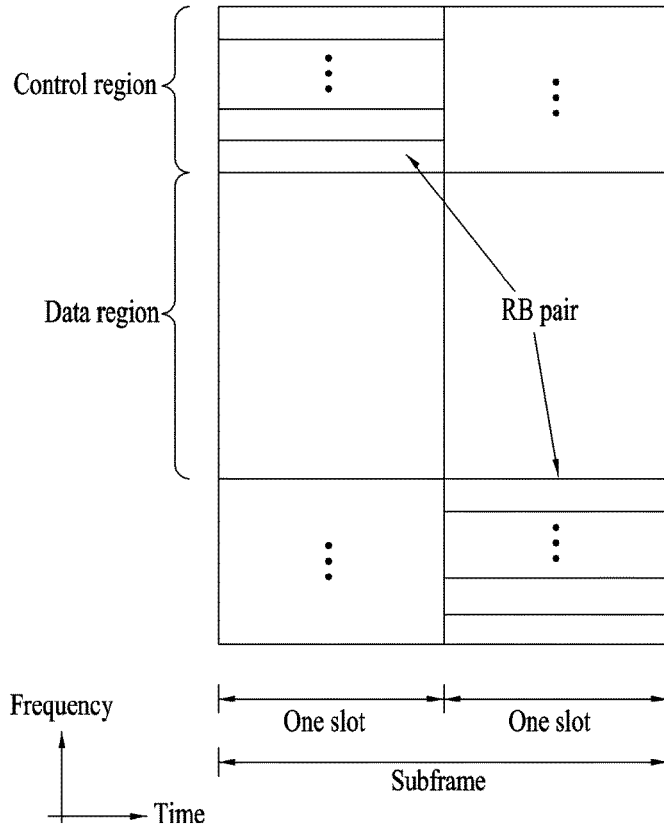 Control region
Data region
RB pair
One slot
One slot
Subframe
Frequency
Time